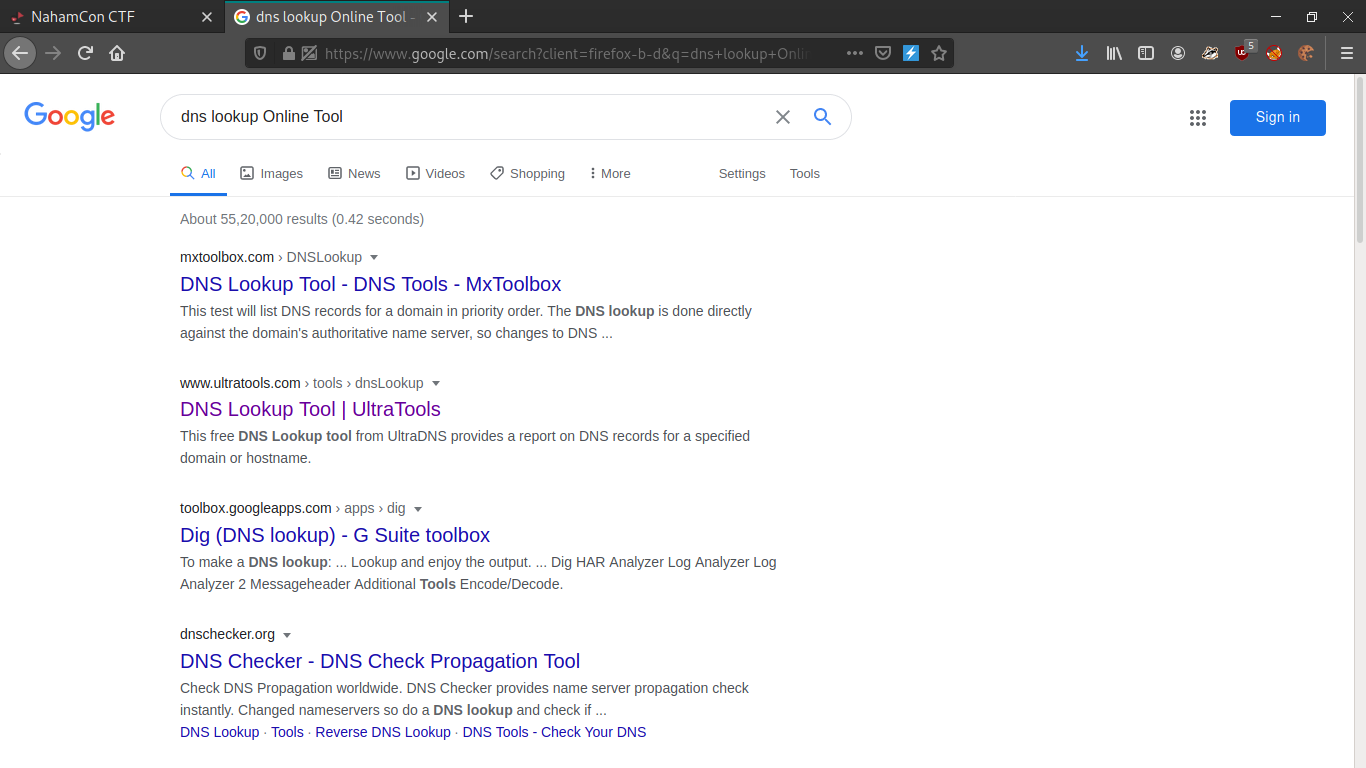 NahamCon CTF
dns lookup Online Tool -
https://www.google.com/search?client=firefox-b-d&q=dns+lookup+Onli
5
Google
dns lookup Online Tool
Sign in
All Images News Videos Shopping More Settings Tools
About 55,20,000 results (0.42 seconds)
mxtoolbox.com › DNSLookup
DNS Lookup Tool - DNS Tools - MxToolbox
This test will list DNS records for a domain in priority order. The DNS lookup is done directly
against the domain's authoritative name server, so changes to DNS ...
www.ultratools.com › tools › dnsLookup
DNS Lookup Tool | UltraTools
This free DNS Lookup tool from UltraDNS provides a report on DNS records for a specified
domain or hostname.
toolbox.googleapps.com › apps › dig
Dig (DNS lookup) - G Suite toolbox
To make a DNS lookup: ... Lookup and enjoy the output. ... Dig HAR Analyzer Log Analyzer Log
Analyzer 2 Messageheader Additional Tools Encode/Decode.
dnschecker.org
DNS Checker - DNS Check Propagation Tool
Check DNS Propagation worldwide. DNS Checker provides name server propagation check
instantly. Changed nameservers so do a DNS lookup and check if ...
DNS Lookup · Tools · Reverse DNS Lookup · DNS Tools - Check Your DNS